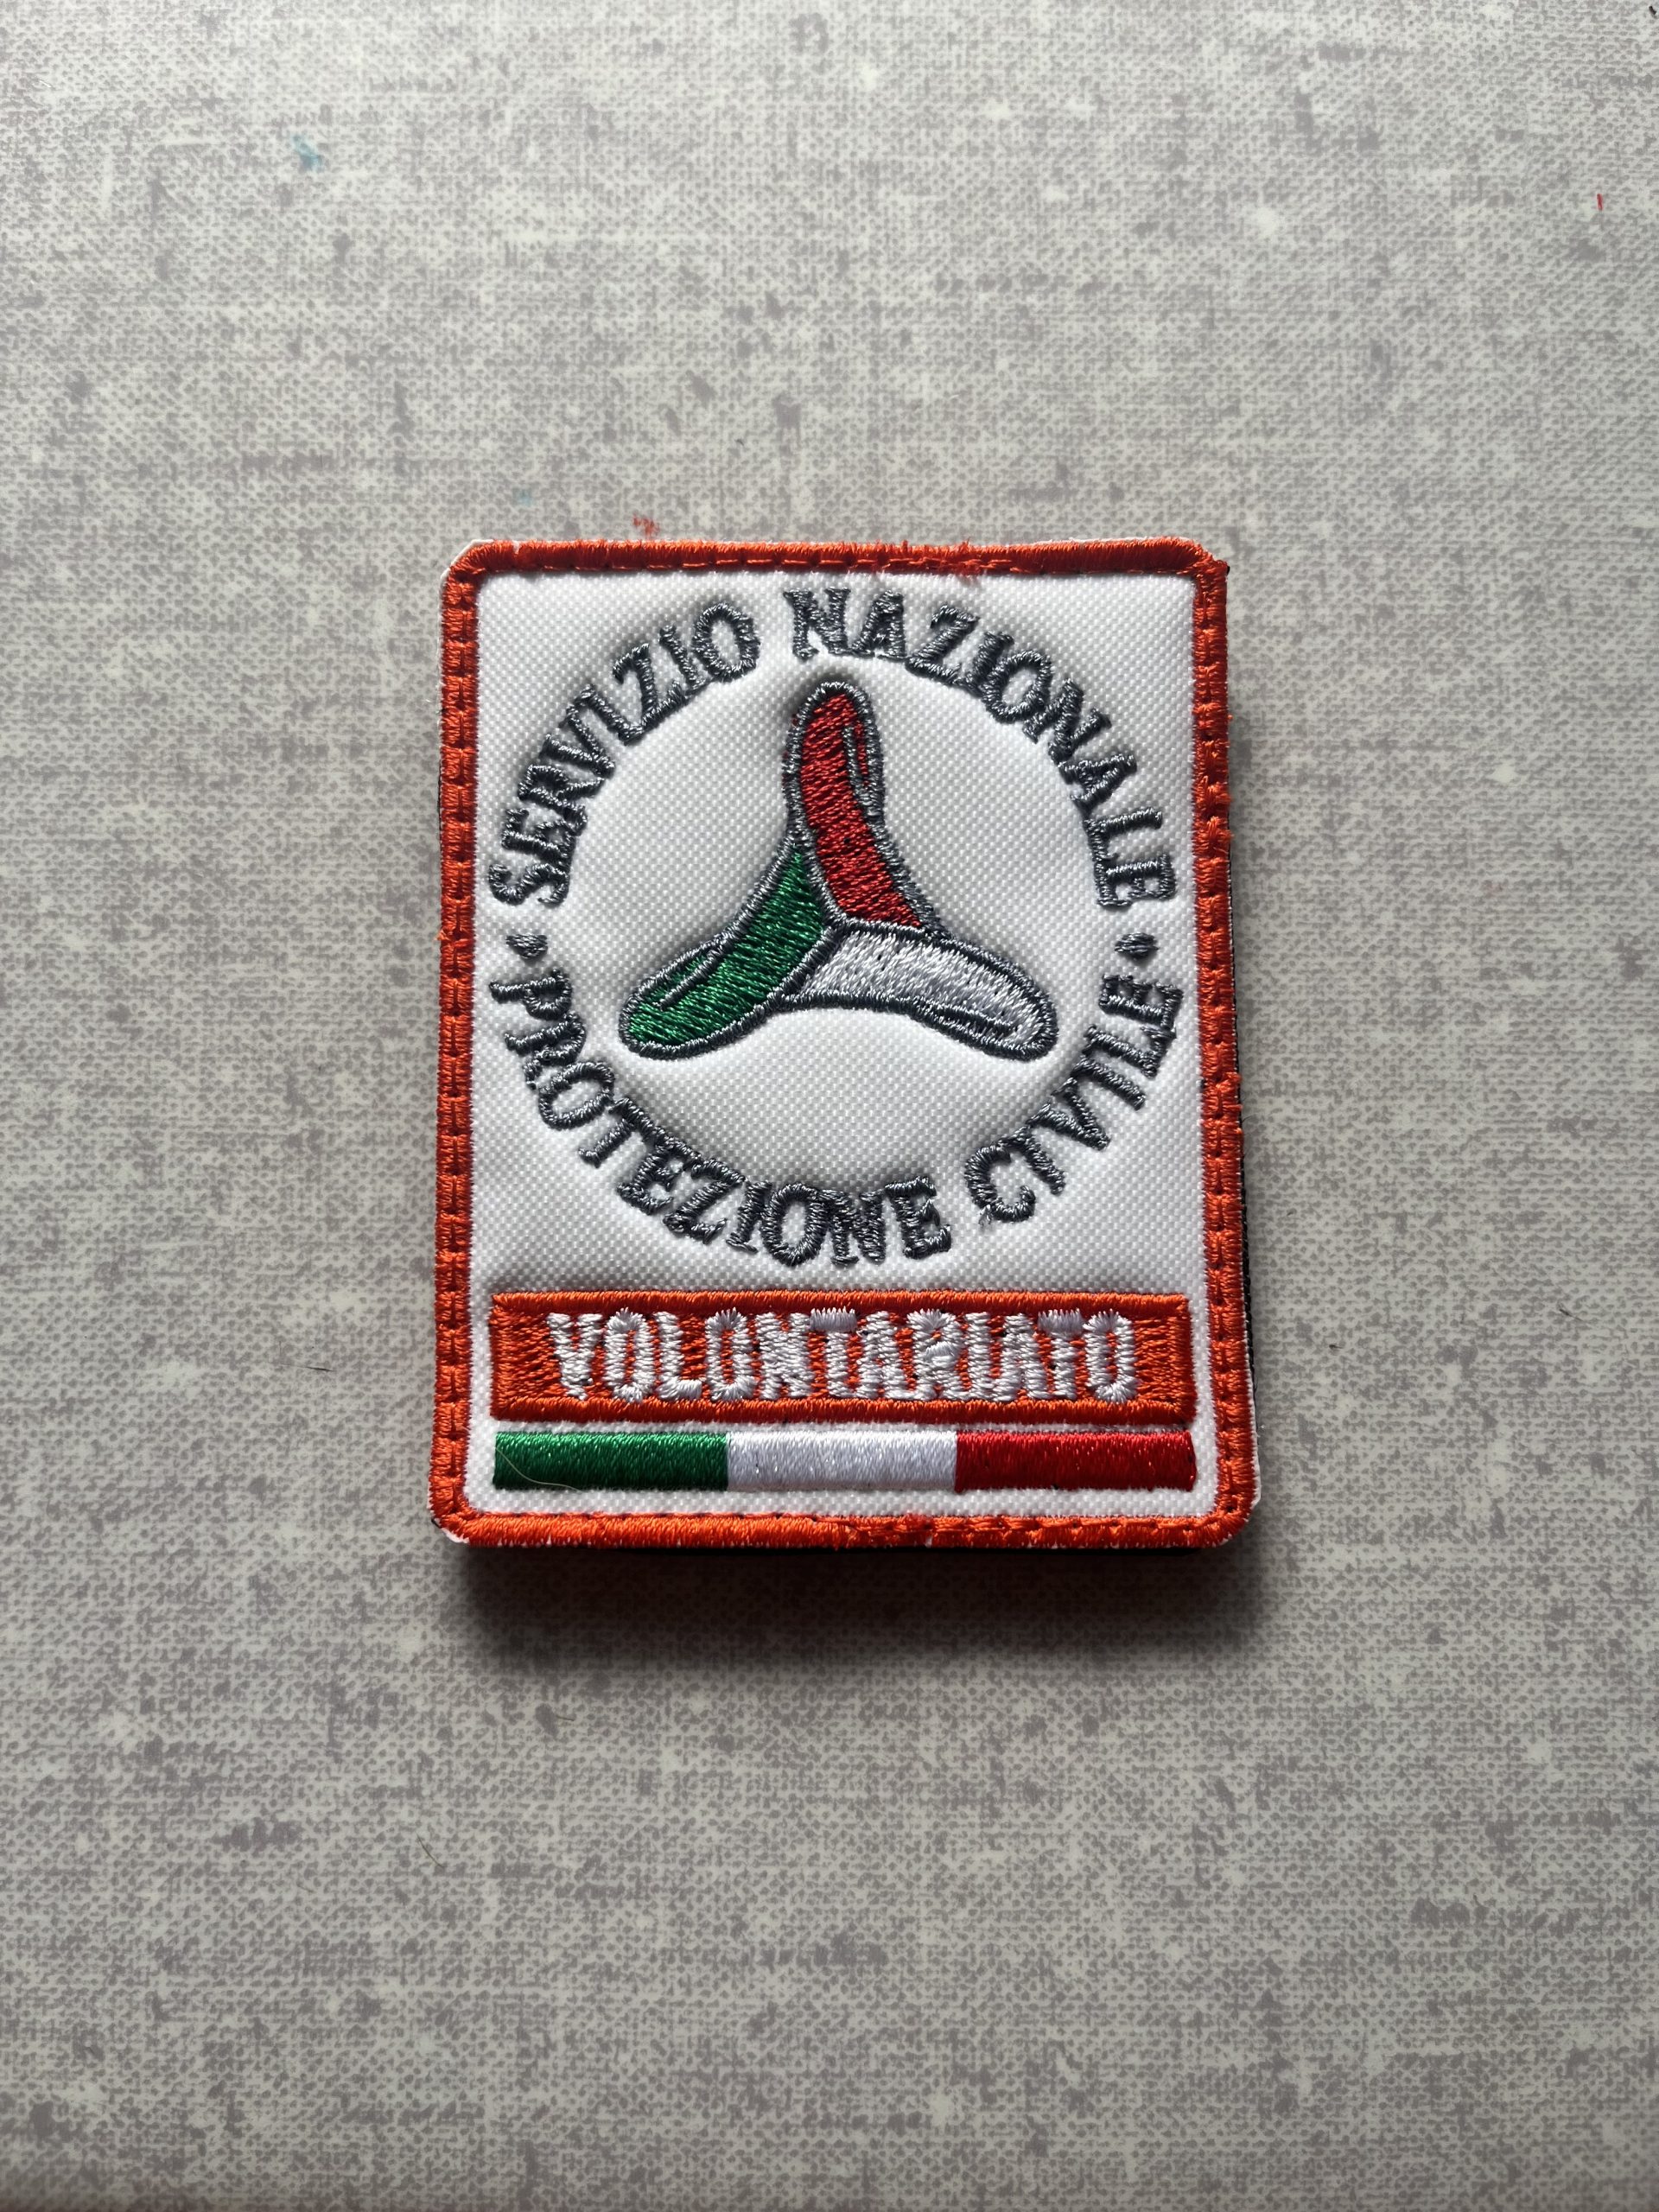 SERVIZIO NAZIONALE
• PROTEZIONE CIVILE •
VOLONTARIATO